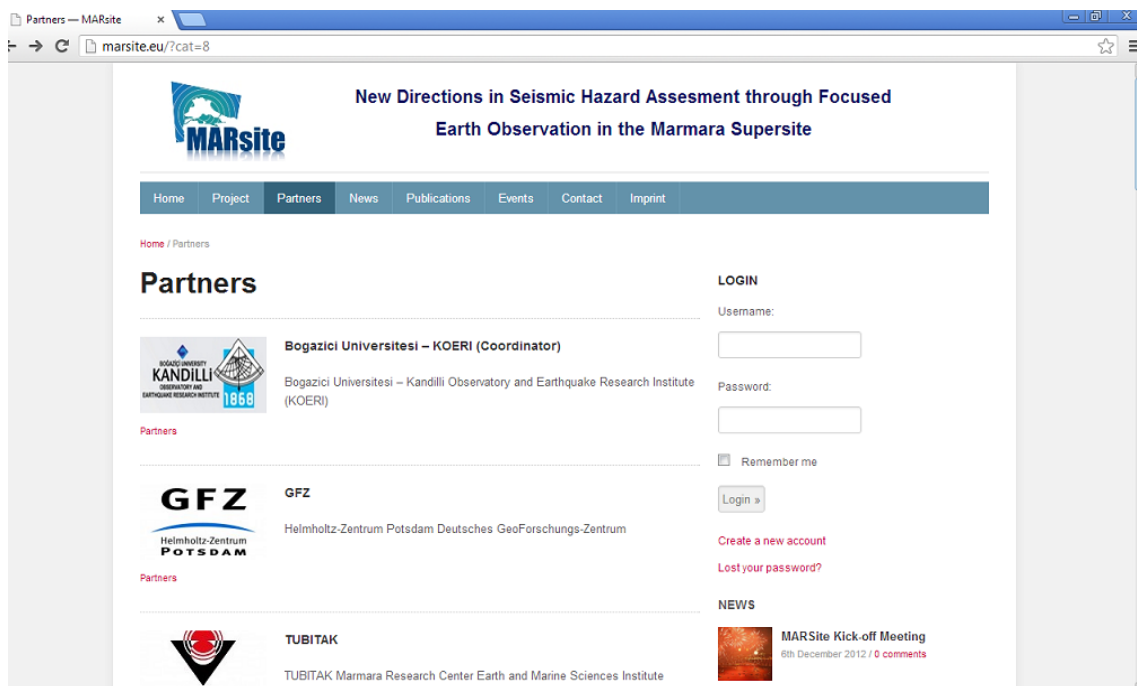 Partners — MARsite
marsite.eu/?cat=8
MARsite
New Directions in Seismic Hazard Assesment through Focused
Earth Observation in the Marmara Supersite
Home Project Partners News Publications Events Contact Imprint
Home / Partners
Partners
BOĞAZİÇİ UNIVERSITY
KANDİLLİ
OBSERVATORY AND
EARTHQUAKE RESEARCH INSTITUTE
1868
Bogazici Universitesi – KOERI (Coordinator)
Bogazici Universitesi – Kandilli Observatory and Earthquake Research Institute
(KOERI)
Partners
GFZ
Helmholtz-Zentrum
POTSDAM
GFZ
Helmholtz-Zentrum Potsdam Deutsches GeoForschungs-Zentrum
Partners
TUBITAK
TUBITAK Marmara Research Center Earth and Marine Sciences Institute
LOGIN
Username:
Password:
Remember me
Login »
Create a new account
Lost your password?
NEWS
MARSite Kick-off Meeting
6th December 2012 / 0 comments